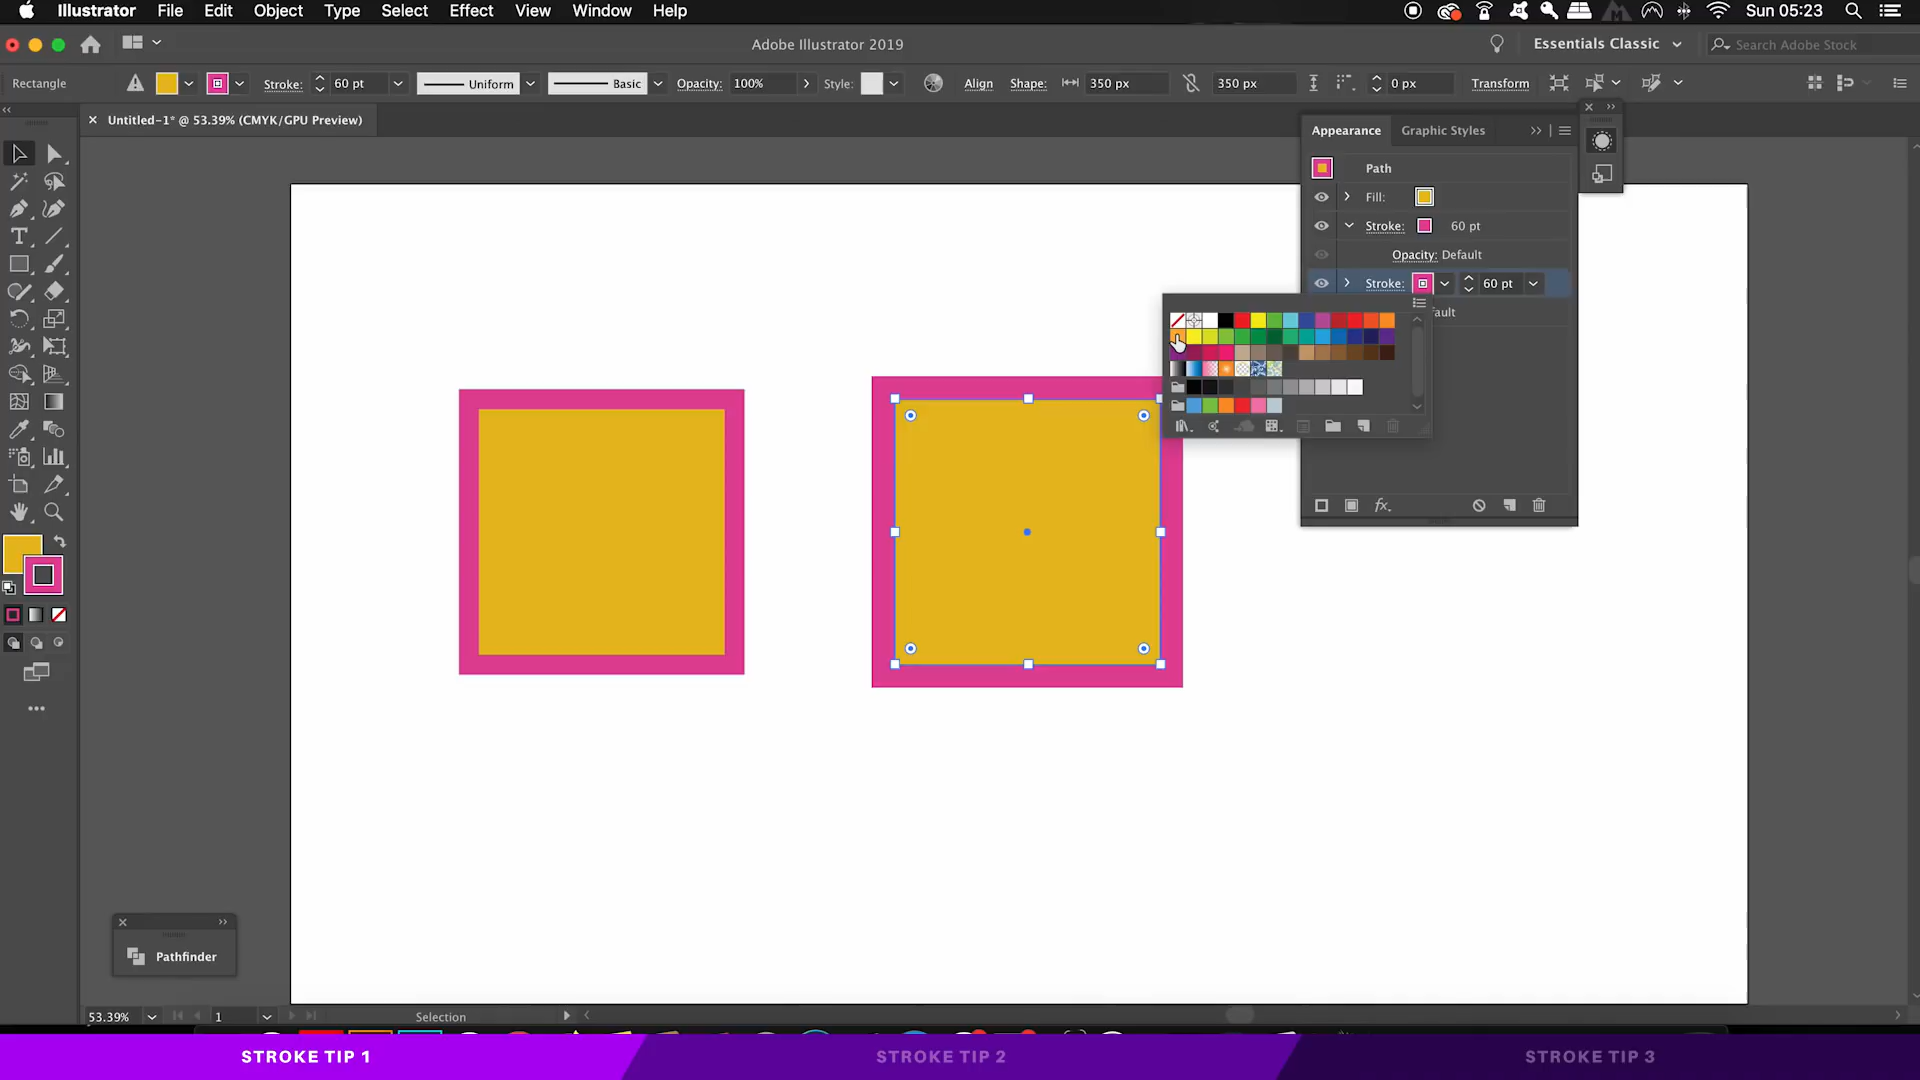 Illustrator File Edit Object Type Select Effect View Window Help Sun 05:23
Adobe Illustrator 2019 Essentials Classic Search Adobe Stock
Rectangle Stroke: 60 pt Uniform Basic Opacity: 100% Style: Align Shape: 350 px 350 px 0 px Transform
Untitled-1* @ 53.39% (CMYK/GPU Preview)
Appearance Graphic Styles
Path
Fill:
Stroke: 60 pt
Opacity: Default
Stroke: 60 pt
fault
fx
Pathfinder
53.39% 1 Selection
STROKE TIP 1 STROKE TIP 2 STROKE TIP 3